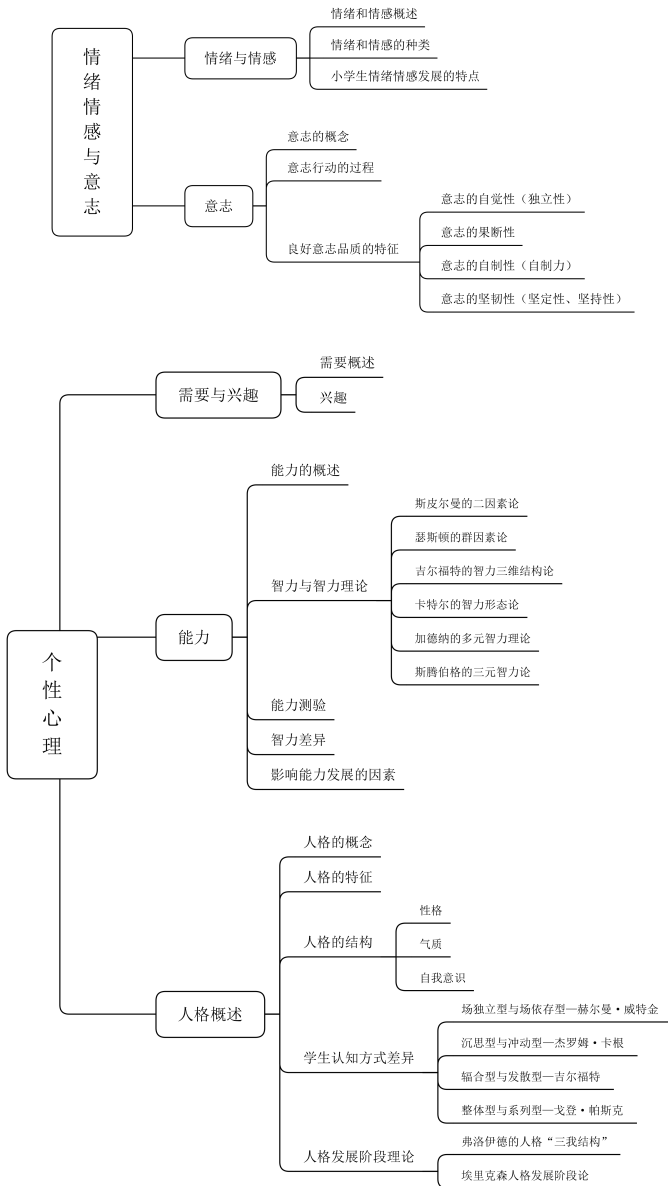 情绪情感与意志
情绪与情感
情绪和情感概述
情绪和情感的种类
小学生情绪情感发展的特点
意志
意志的概念
意志行动的过程
良好意志品质的特征
意志的自觉性（独立性）
意志的果断性
意志的自制性（自制力）
意志的坚韧性（坚定性、坚持性）
个性心理
需要与兴趣
需要概述
兴趣
能力
能力的概述
智力与智力理论
斯皮尔曼的二因素论
瑟斯顿的群因素论
吉尔福特的智力三维结构论
卡特尔的智力形态论
加德纳的多元智力理论
斯腾伯格的三元智力论
能力测验
智力差异
影响能力发展的因素
人格概述
人格的概念
人格的特征
人格的结构
性格
气质
自我意识
学生认知方式差异
场独立型与场依存型—赫尔曼·威特金
沉思型与冲动型—杰罗姆·卡根
辐合型与发散型—吉尔福特
整体型与系列型—戈登·帕斯克
人格发展阶段理论
弗洛伊德的人格“三我结构”
埃里克森人格发展阶段论